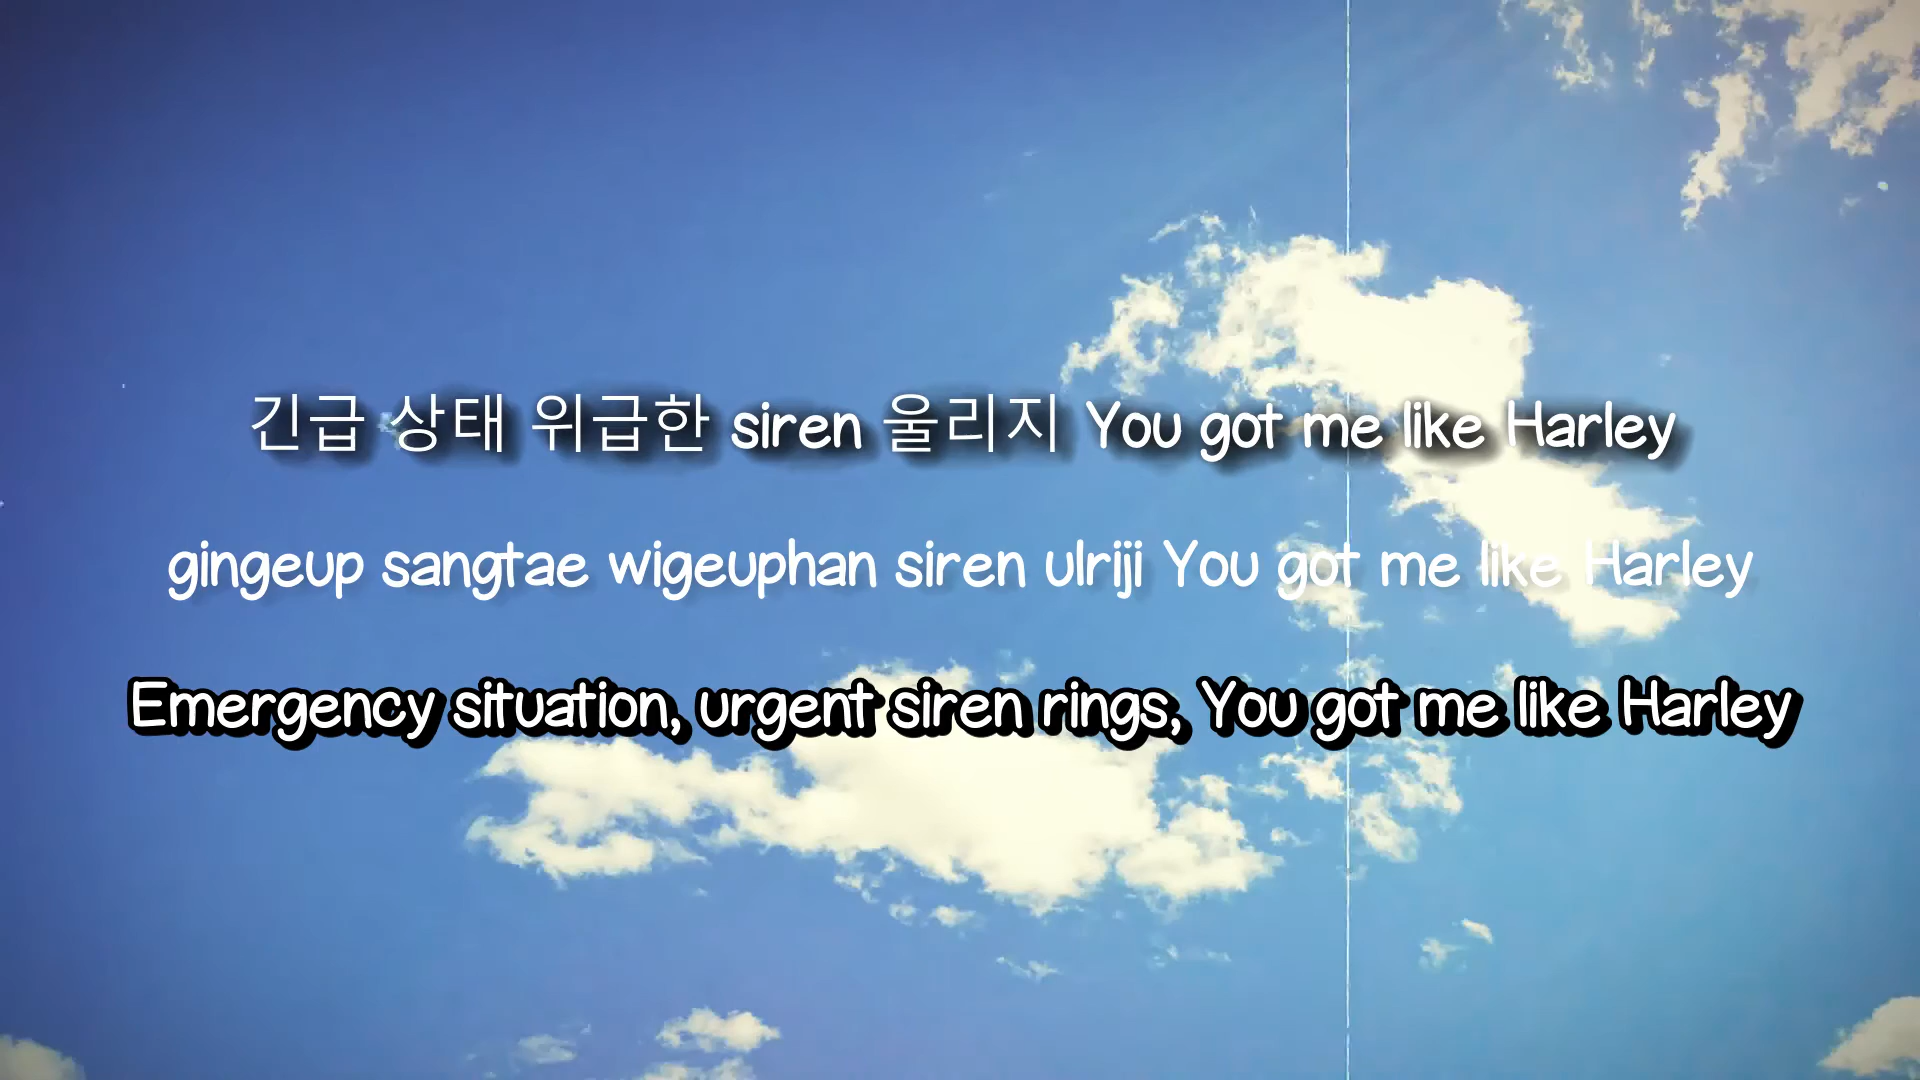 긴급 상태 위급한 siren 울리지 You got me like Harley
gingeup sangtae wigeuphan siren ulriji You got me like Harley
Emergency situation, urgent siren rings, You got me like Harley